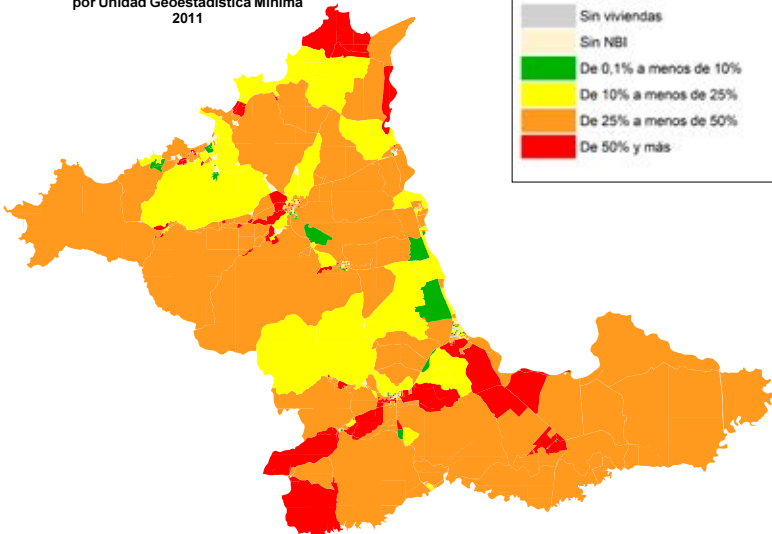 por Unidad Geoestadística Mínima
2011
Sin viviendas
Sin NBI
De 0,1% a menos de 10%
De 10% a menos de 25%
De 25% a menos de 50%
De 50% y más